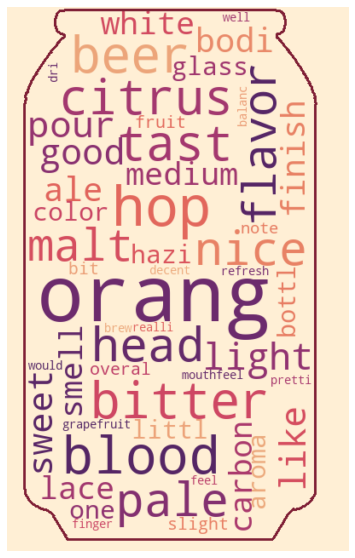 well
white
beer
bodi
dri
glass
citrus
flavor
balanc
finish
pour
fruit
tast
good
medium
ale
color
hop
note
malt
hazi
nice
bit
decent
refresh
bottl
orang
brew
realli
head
light
would
smell
overal
mouthfeel
pretti
sweet
bitter
grapefruit
littl
like
blood
carbon
aroma
lace
feel
one
pale
finger
slight